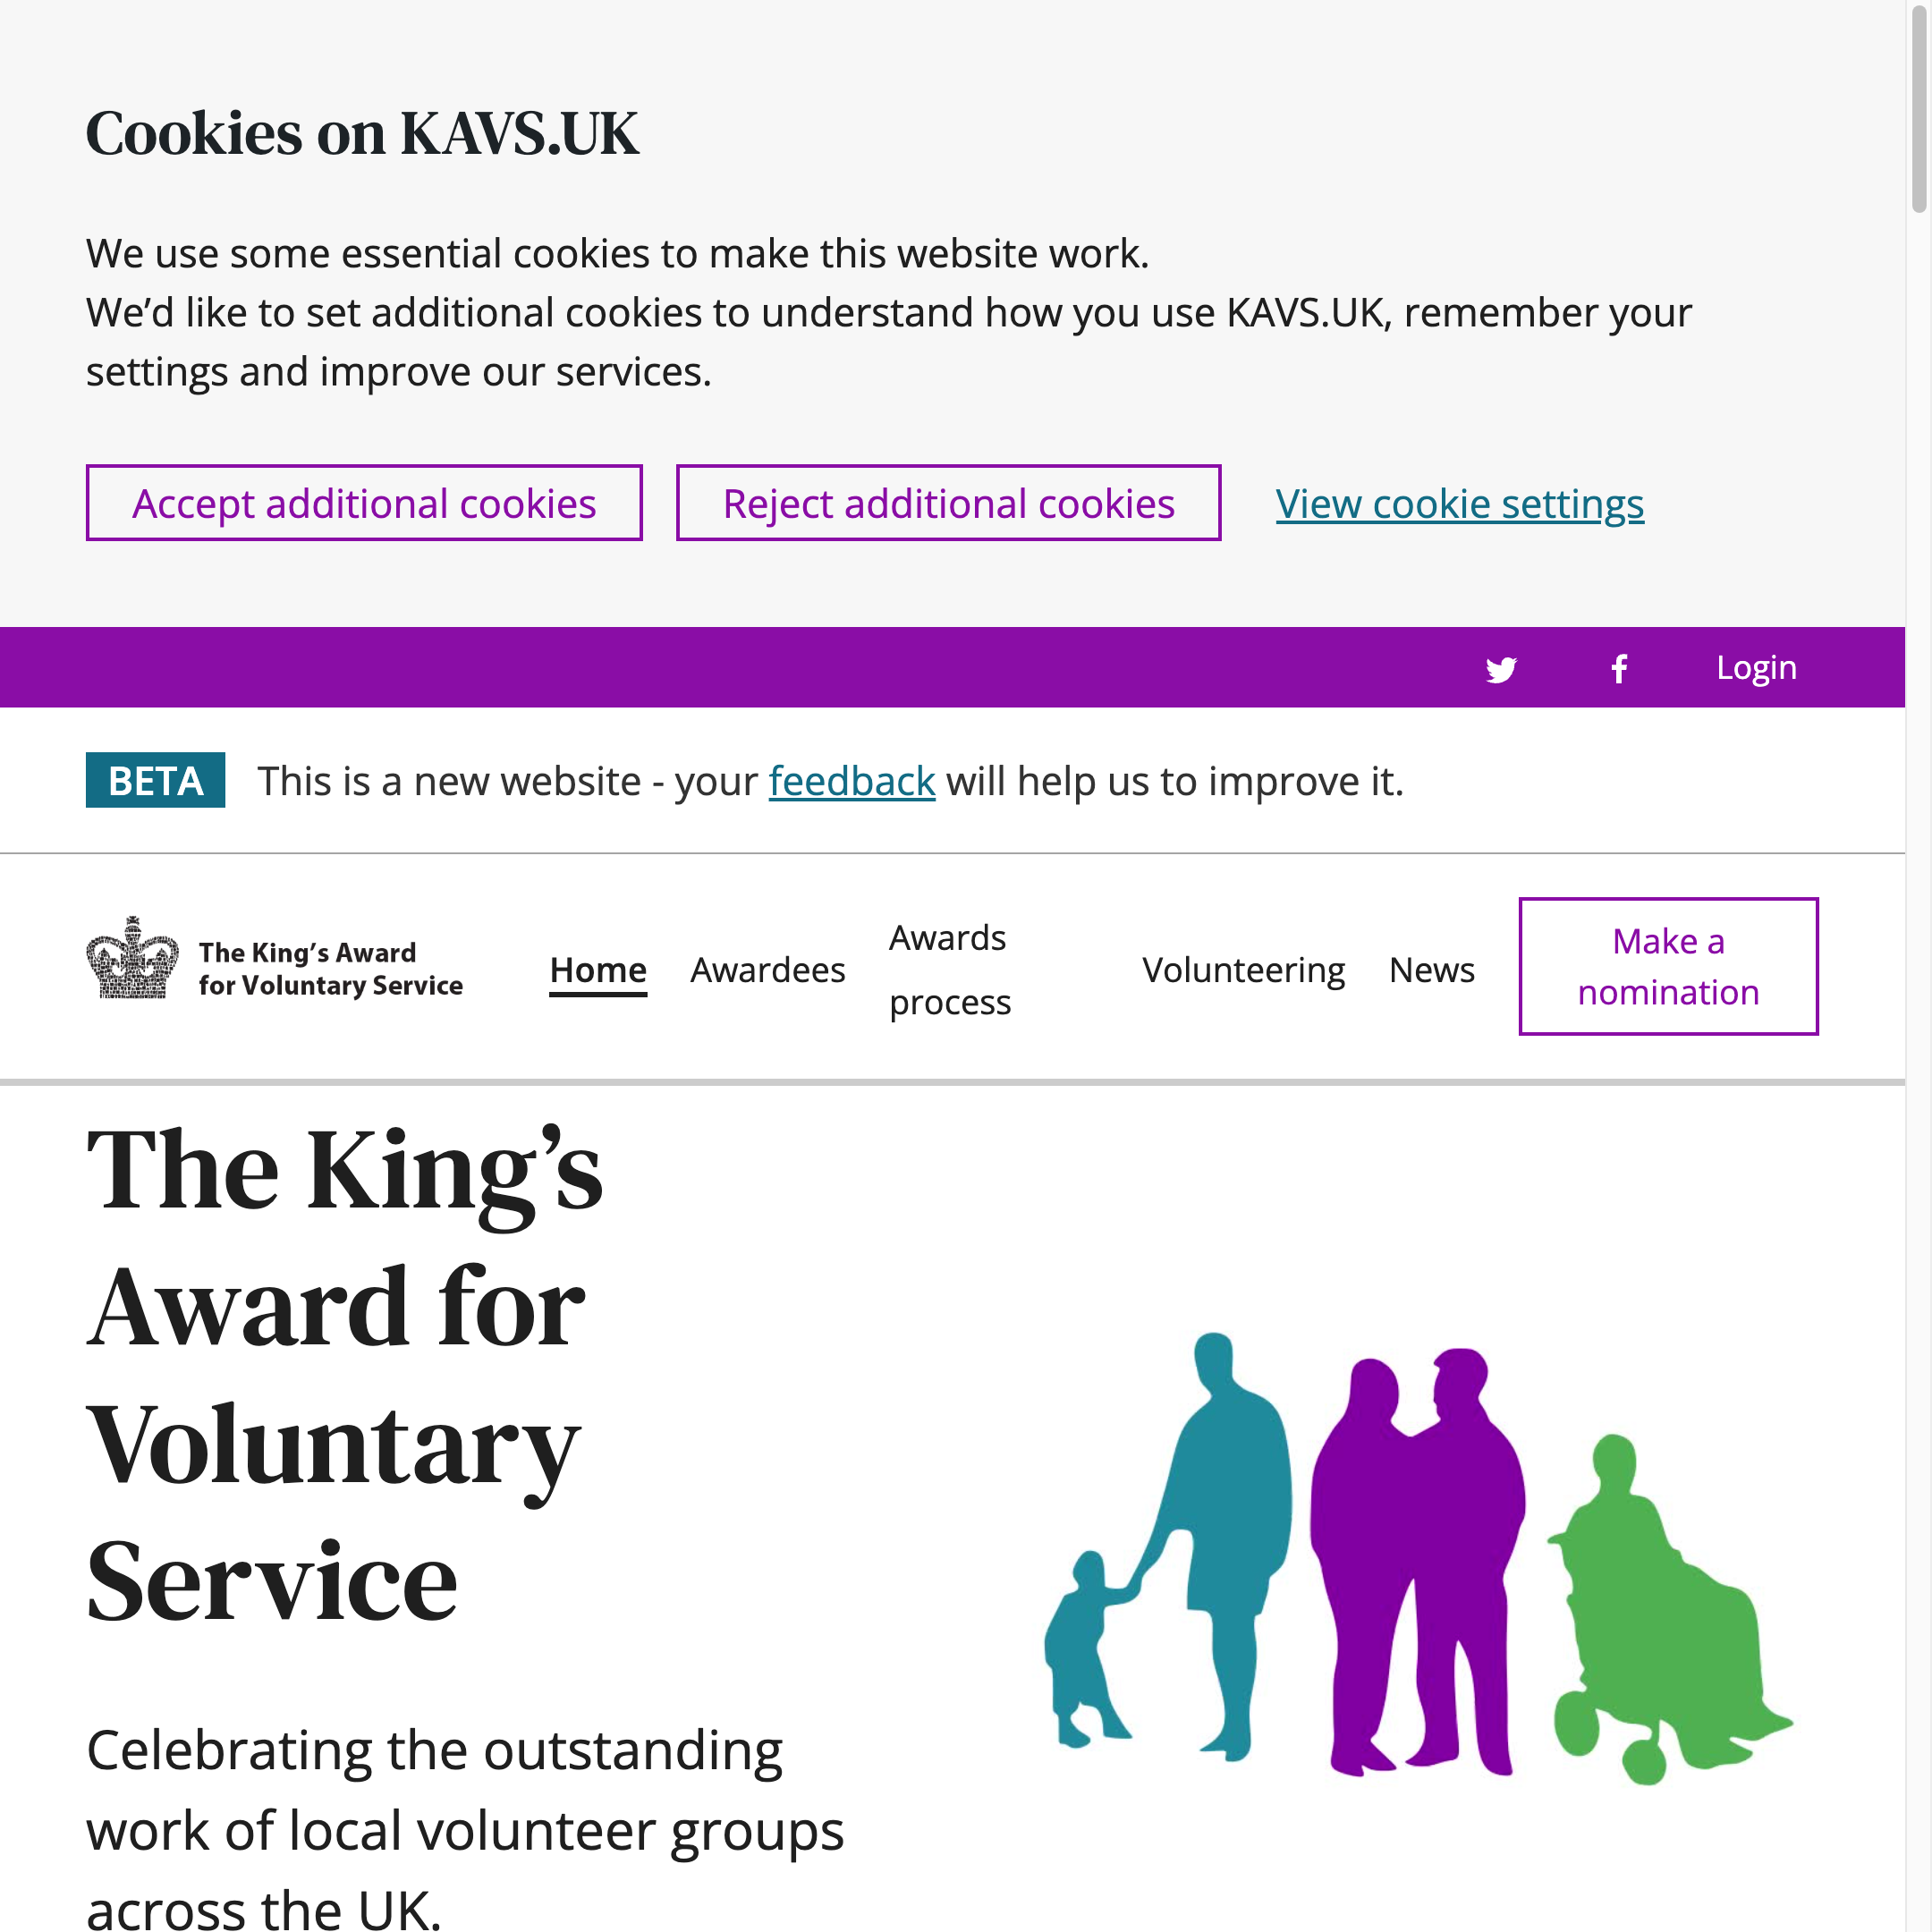 Cookies on KAVS.UK
We use some essential cookies to make this website work.
We’d like to set additional cookies to understand how you use KAVS.UK, remember your
settings and improve our services.
Accept additional cookies
Reject additional cookies
View cookie settings
Login
BETA
This is a new website - your feedback will help us to improve it.
The King’s Award
for Voluntary Service
Home
Awardees
Awards
process
Volunteering
News
Make a
nomination
The King’s
Award for
Voluntary
Service
Celebrating the outstanding
work of local volunteer groups
across the UK.